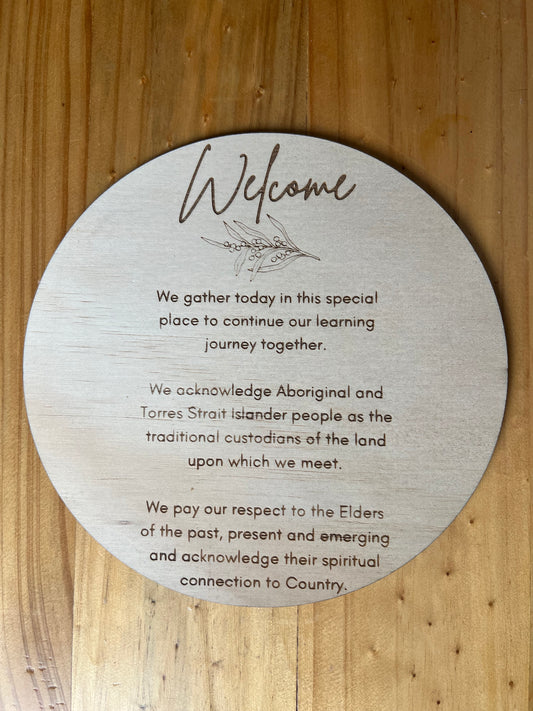 Welcome
We gather today in this special
place to continue our learning
journey together.
We acknowledge Aboriginal and
Torres Strait Islander people as the
traditional custodians of the land
upon which we meet.
We pay our respect to the Elders
of the past, present and emerging
and acknowledge their spiritual
connection to Country.